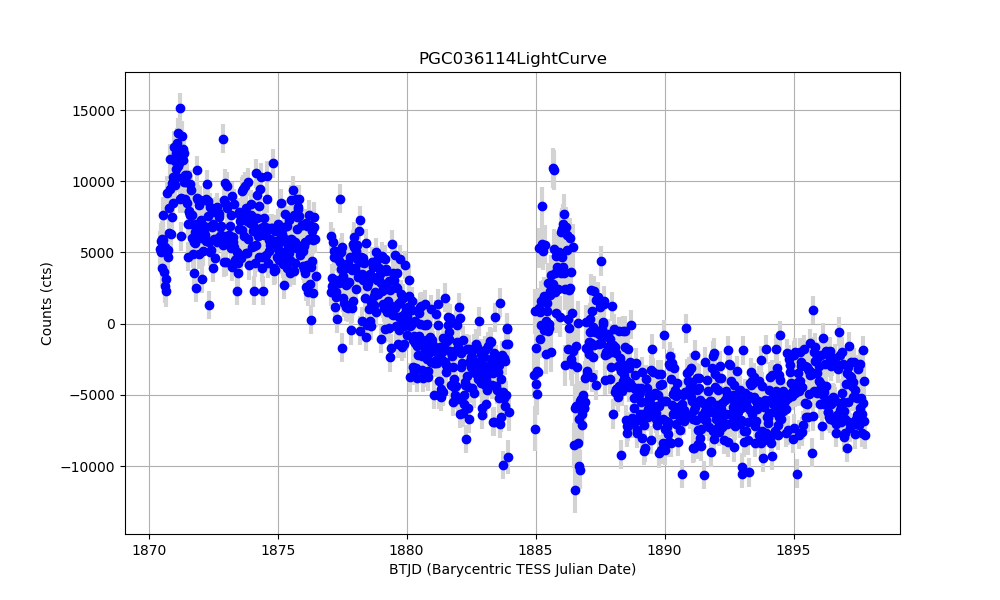 PGC036114LightCurve
15000
10000
5000
0
−5000
−10000
Counts (cts)
1870 1875 1880 1885 1890 1895
BTJD (Barycentric TESS Julian Date)